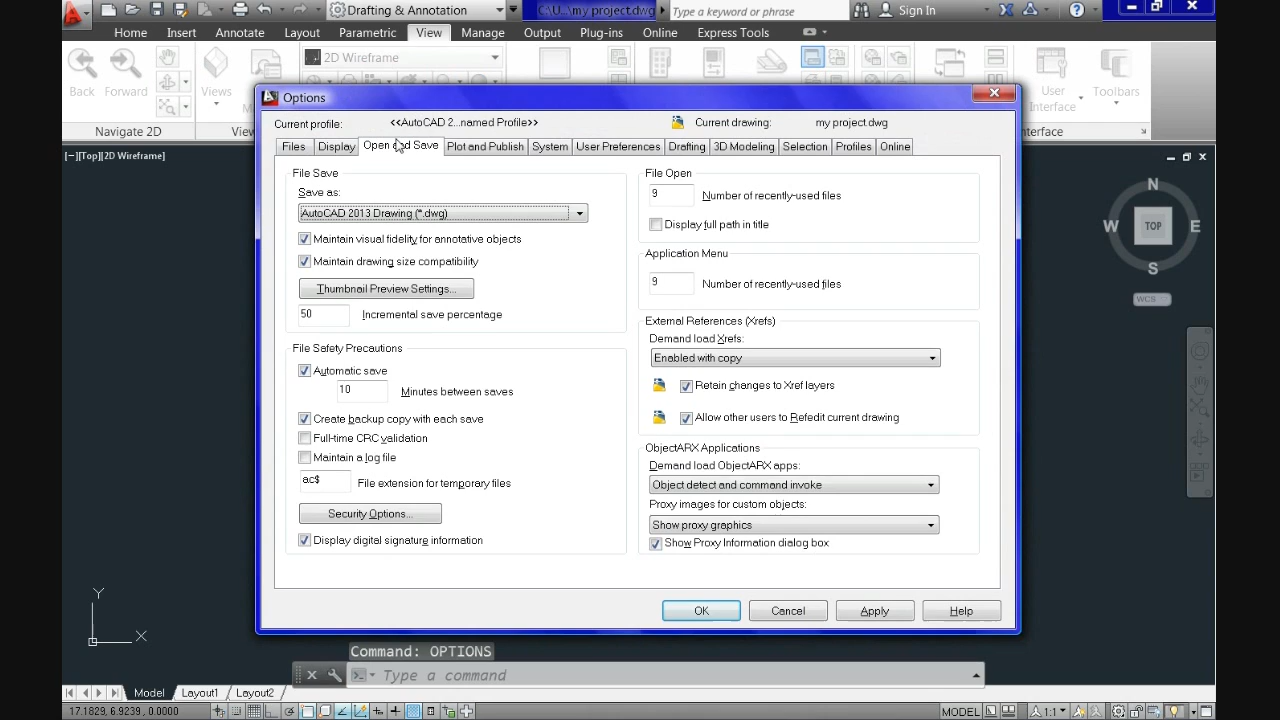 Drafting & Annotation
C:\U...\my project.dwg
Type a keyword or phrase
Sign In
Home Insert Annotate Layout Parametric View Manage Output Plug-ins Online Express Tools
2D Wireframe
Back Forward Views User Interface Toolbars
Navigate 2D
[−][Top][2D Wireframe]
Options
Current profile: <<AutoCAD 2...named Profile>> Current drawing: my project.dwg
Files Display Open and Save Plot and Publish System User Preferences Drafting 3D Modeling Selection Profiles Online
File Save
Save as:
AutoCAD 2013 Drawing (*.dwg)
Maintain visual fidelity for annotative objects
Maintain drawing size compatibility
Thumbnail Preview Settings...
50 Incremental save percentage
File Safety Precautions
Automatic save
10 Minutes between saves
Create backup copy with each save
Full-time CRC validation
Maintain a log file
ac$ File extension for temporary files
Security Options...
Display digital signature information
File Open
9 Number of recently-used files
Display full path in title
Application Menu
9 Number of recently-used files
External References (Xrefs)
Demand load Xrefs:
Enabled with copy
Retain changes to Xref layers
Allow other users to Refedit current drawing
ObjectARX Applications
Demand load ObjectARX apps:
Object detect and command invoke
Proxy images for custom objects:
Show proxy graphics
Show Proxy Information dialog box
OK Cancel Apply Help
N
W TOP E
S
WCS
Y
X
Command: OPTIONS
Type a command
Model Layout1 Layout2
17.1829, 6.9239, 0.0000 MODEL 1:1